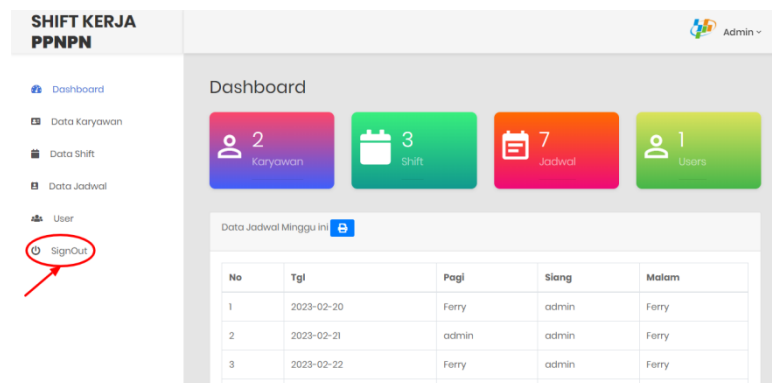 SHIFT KERJA
PPNPN
Admin
Dashboard
Data Karyawan
Data Shift
Data Jadwal
User
SignOut
Dashboard
2
Karyawan
3
Shift
7
Jadwal
1
Users
Data Jadwal Minggu ini
No Tgl Pagi Siang Malam
1 2023-02-20 Ferry admin Ferry
2 2023-02-21 admin admin Ferry
3 2023-02-22 Ferry admin Ferry